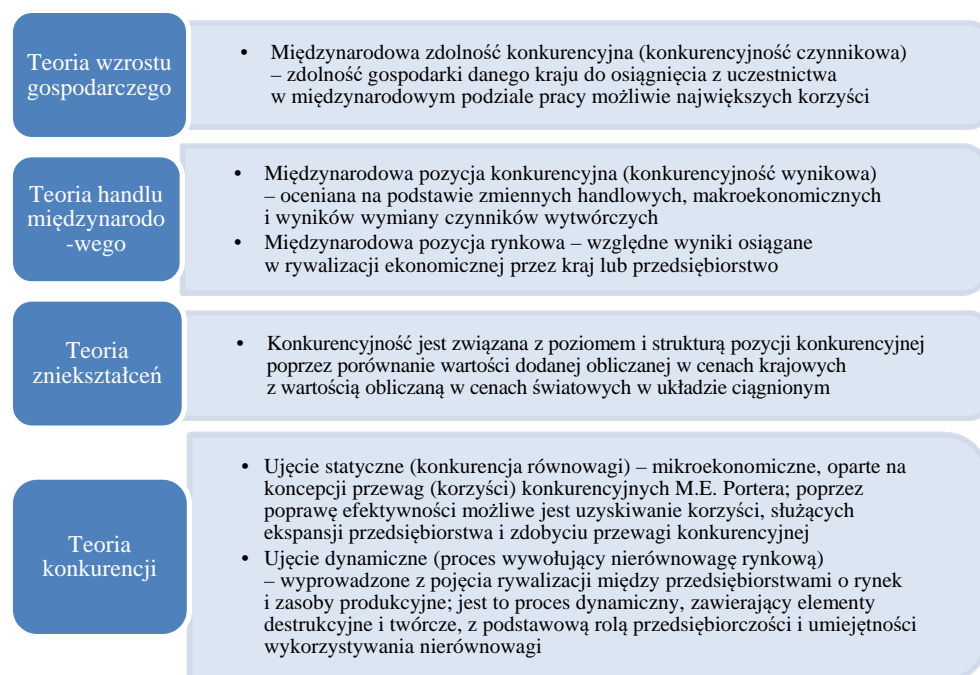 Teoria wzrostu
gospodarczego
• Międzynarodowa zdolność konkurencyjna (konkurencyjność czynnikowa)
– zdolność gospodarki danego kraju do osiągnięcia z uczestnictwa
w międzynarodowym podziale pracy możliwie największych korzyści
Teoria handlu
międzynarodo
-wego
• Międzynarodowa pozycja konkurencyjna (konkurencyjność wynikowa)
– oceniana na podstawie zmiennych handlowych, makroekonomicznych
i wyników wymiany czynników wytwórczych
• Międzynarodowa pozycja rynkowa – względne wyniki osiągane
w rywalizacji ekonomicznej przez kraj lub przedsiębiorstwo
Teoria
zniekształceń
• Konkurencyjność jest związana z poziomem i strukturą pozycji konkurencyjnej
poprzez porównanie wartości dodanej obliczanej w cenach krajowych
z wartością obliczaną w cenach światowych w układzie ciągnionym
Teoria
konkurencji
• Ujęcie statyczne (konkurencja równowagi) – mikroekonomiczne, oparte na
koncepcji przewag (korzyści) konkurencyjnych M.E. Portera; poprzez
poprawę efektywności możliwe jest uzyskiwanie korzyści, służących
ekspansji przedsiębiorstwa i zdobyciu przewagi konkurencyjnej
• Ujęcie dynamiczne (proces wywołujący nierównowagę rynkową)
– wyprowadzone z pojęcia rywalizacji między przedsiębiorstwami o rynek
i zasoby produkcyjne; jest to proces dynamiczny, zawierający elementy
destrukcyjne i twórcze, z podstawową rolą przedsiębiorczości i umiejętności
wykorzystywania nierównowagi